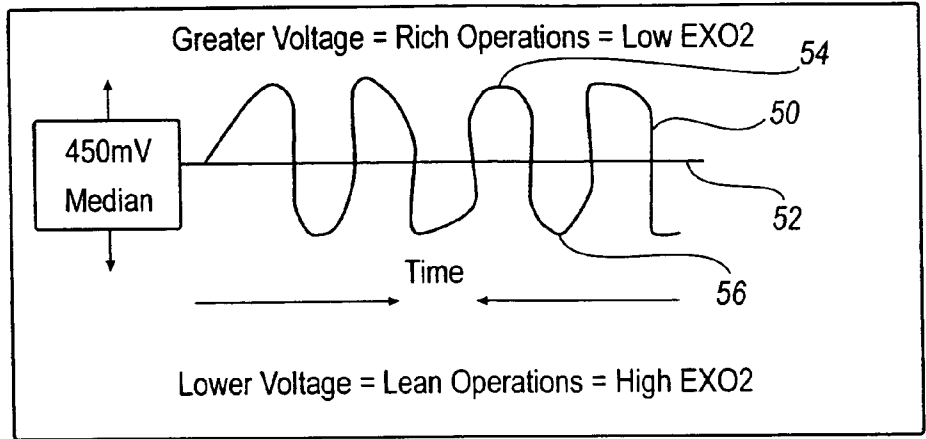 Greater Voltage = Rich Operations = Low EXO2
54
50
450mV
Median
52
Time
56
Lower Voltage = Lean Operations = High EXO2